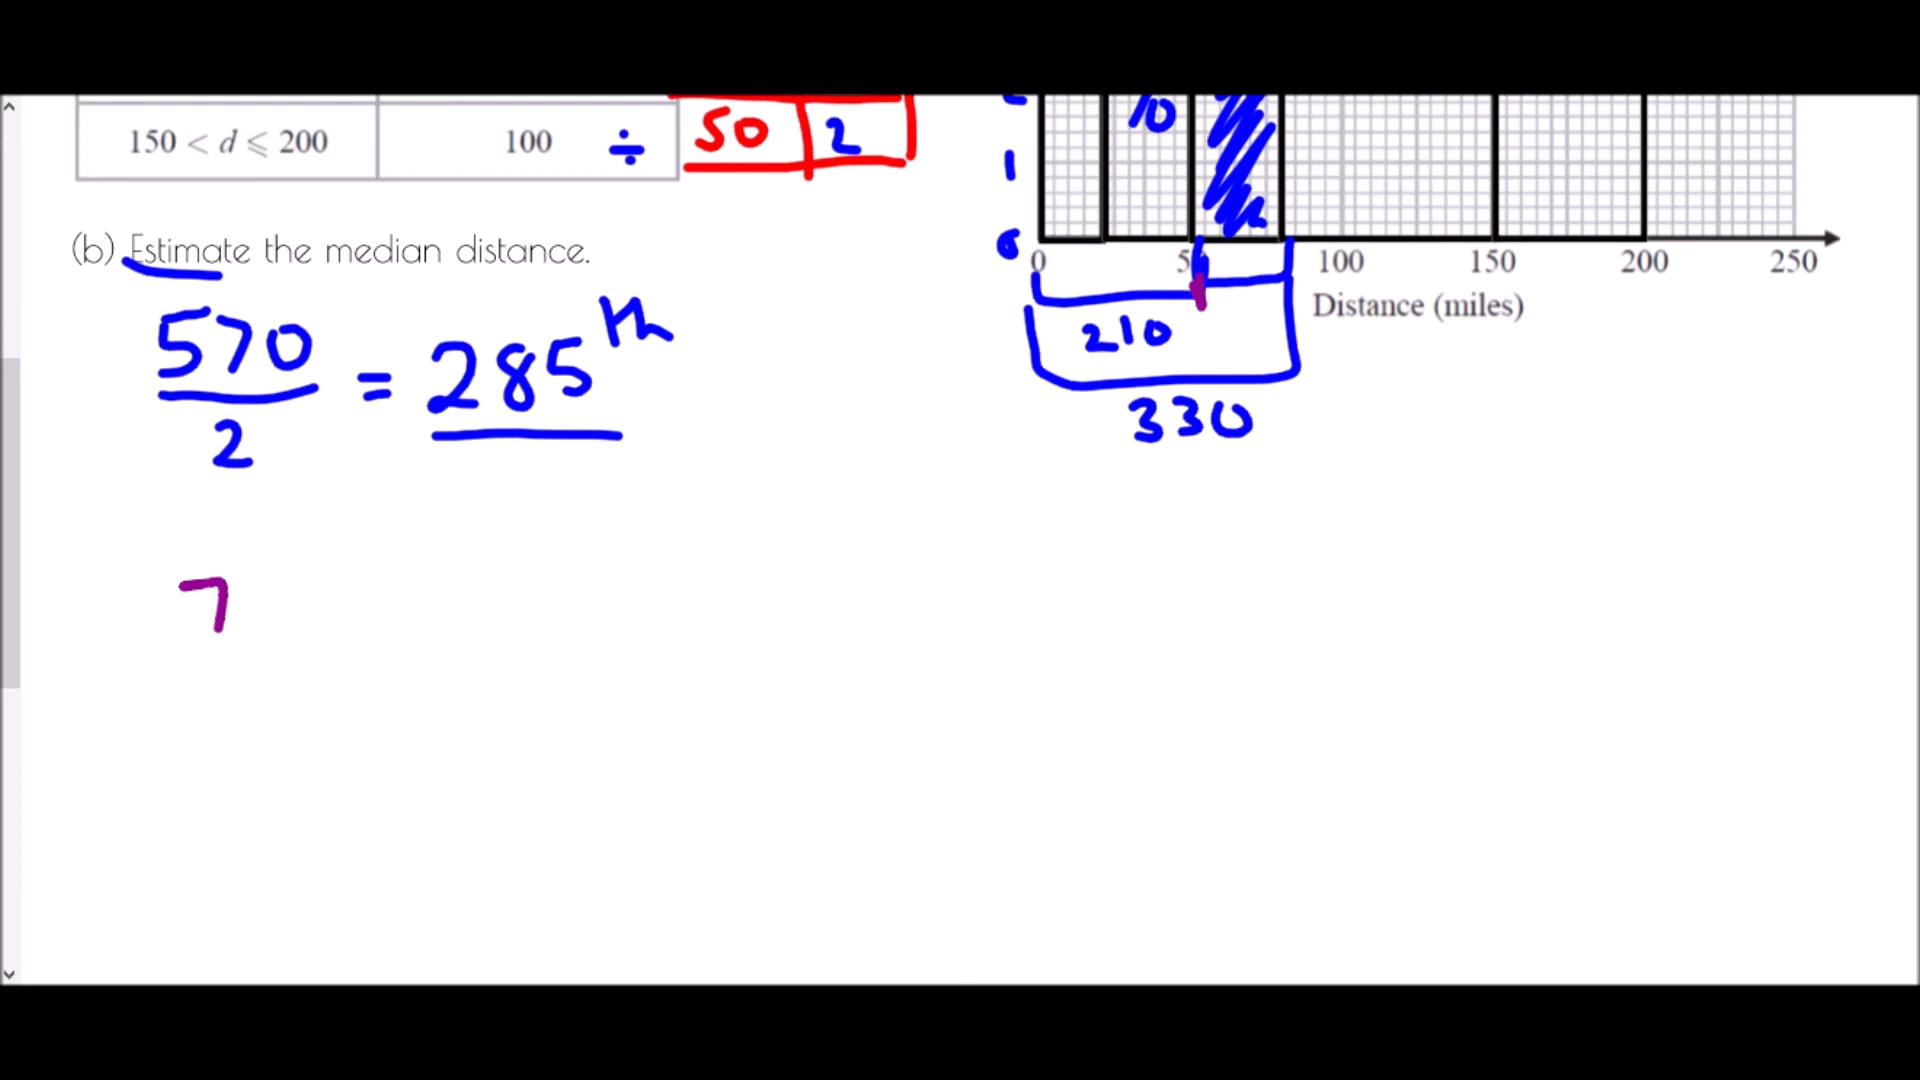 150 < d ⩽ 200 100 ÷ 50 2
(b) Estimate the median distance.
570
2
= 285th
7
10
1
0
0 100 150 200 250
Distance (miles)
210
330